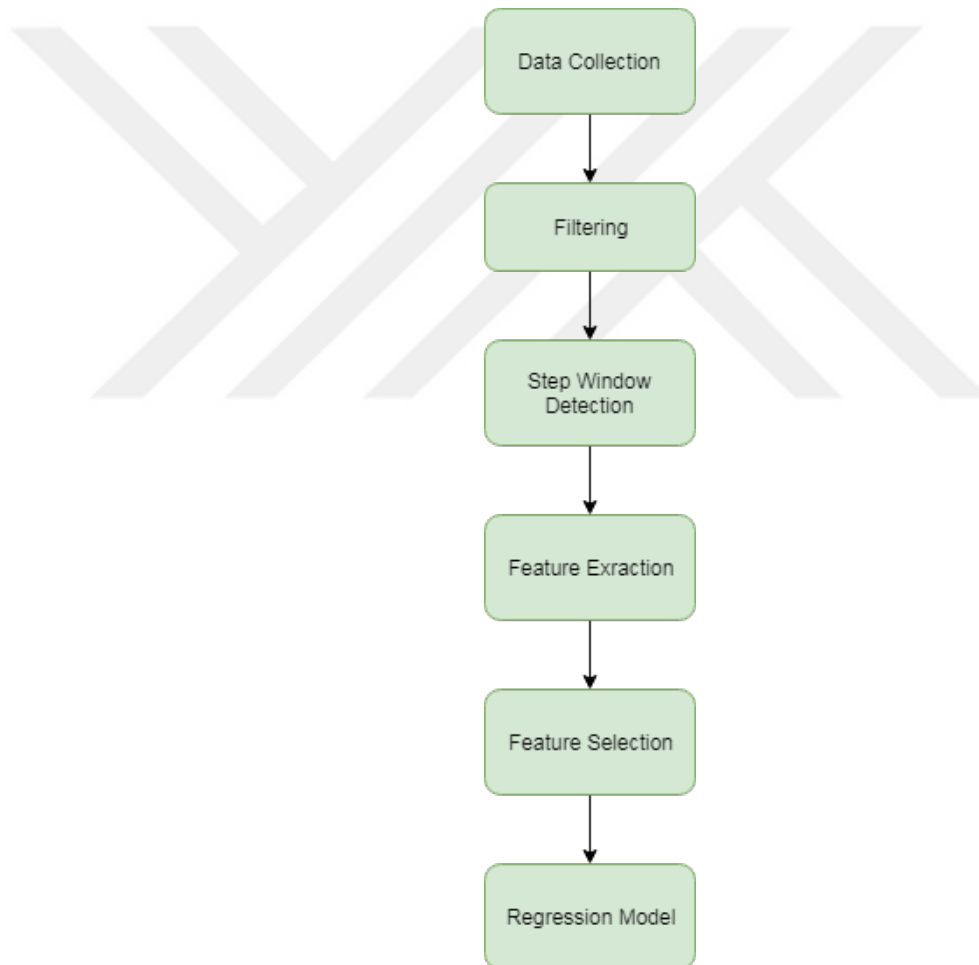 Data Collection
Filtering
Step Window
Detection
Feature Exraction
Feature Selection
Regression Model